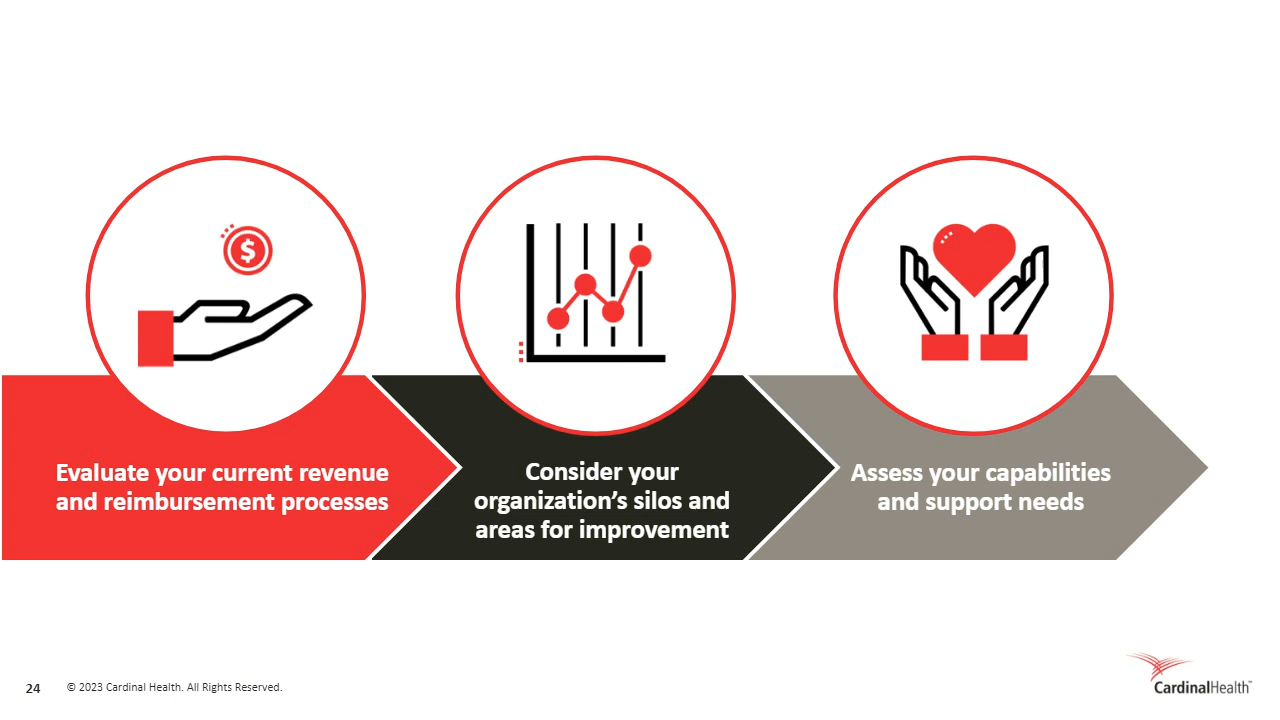 $
Evaluate your current revenue
and reimbursement processes
Consider your
organization’s silos and
areas for improvement
Assess your capabilities
and support needs
24
© 2023 Cardinal Health. All Rights Reserved.
CardinalHealth™